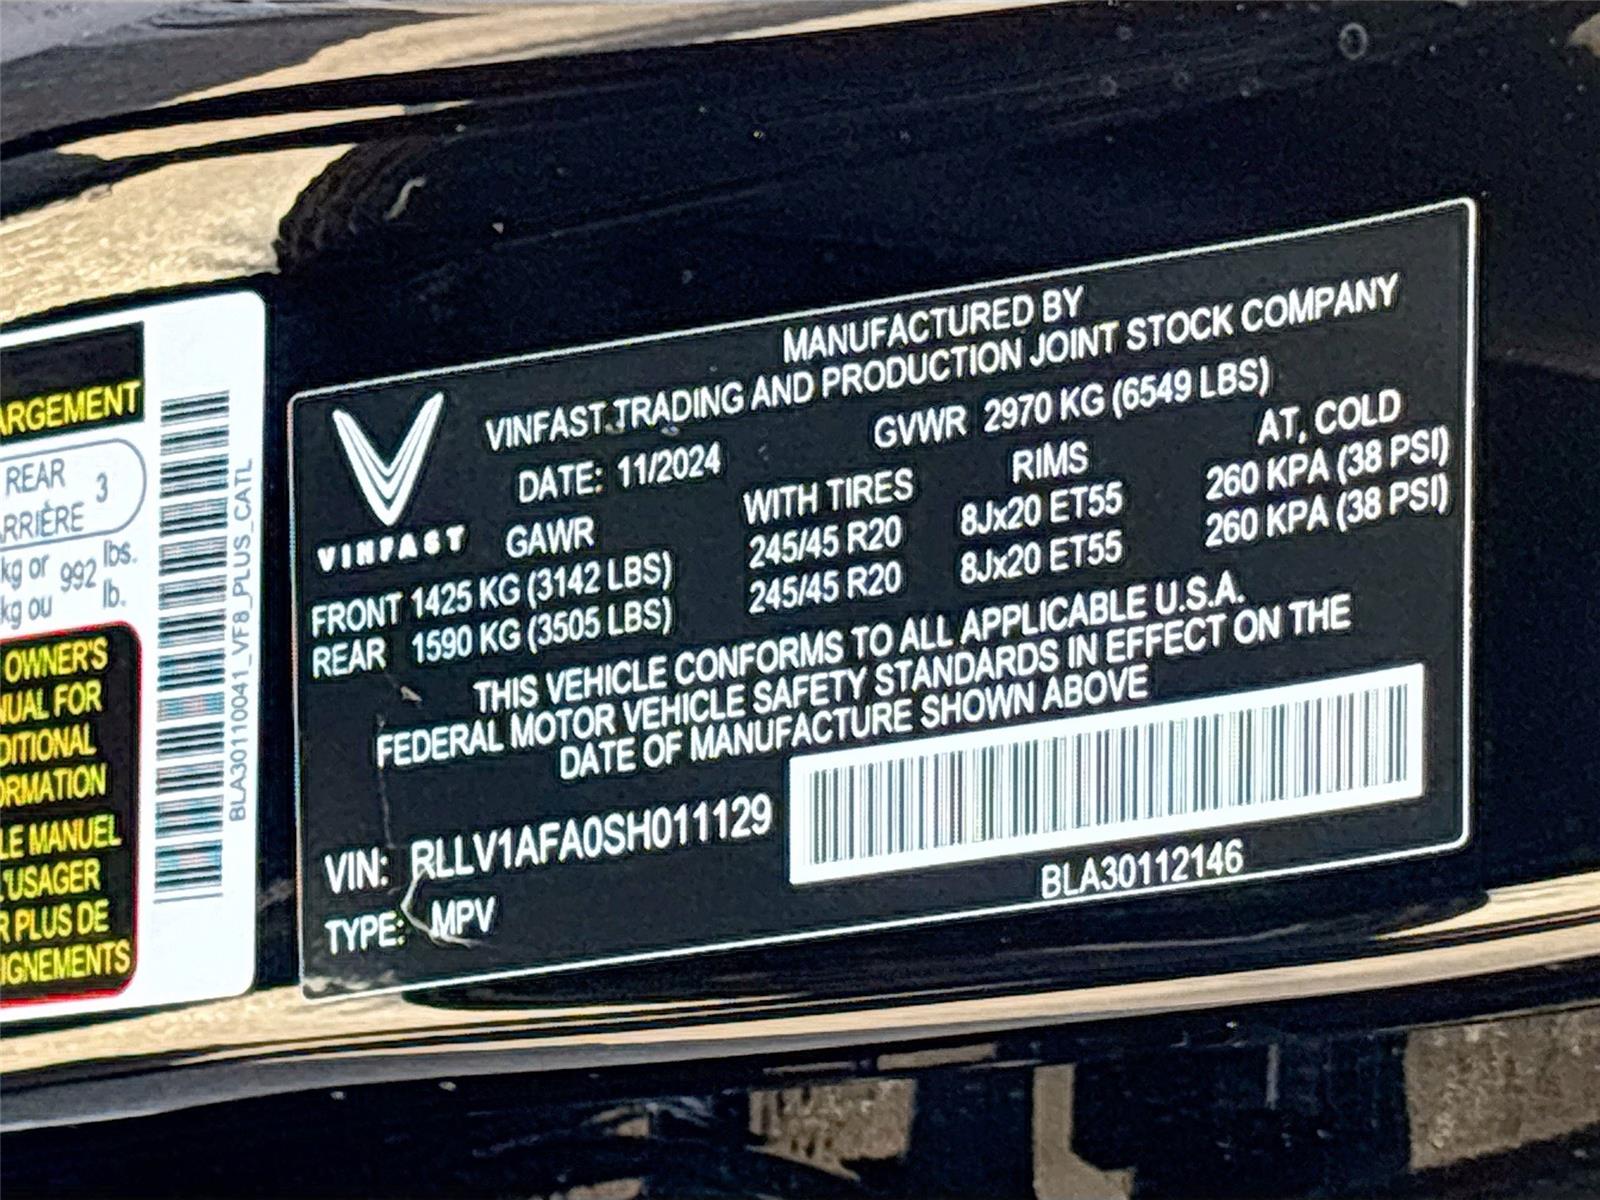 ARGEMENT
REAR 3
ARRIÈRE
kg or 992 lbs.
kg ou lb.
OWNER'S
NUAL FOR
DITIONAL
ORMATION
LE MANUEL
L'USAGER
R PLUS DE
IGNEMENTS
BLA30110041_VF8_PLUS_CATL
VINFAST
MANUFACTURED BY
VINFAST TRADING AND PRODUCTION JOINT STOCK COMPANY
DATE: 11/2024 GVWR 2970 KG (6549 LBS)
GAWR WITH TIRES RIMS AT, COLD
FRONT 1425 KG (3142 LBS) 245/45 R20 8Jx20 ET55 260 KPA (38 PSI)
REAR 1590 KG (3505 LBS) 245/45 R20 8Jx20 ET55 260 KPA (38 PSI)
THIS VEHICLE CONFORMS TO ALL APPLICABLE U.S.A.
FEDERAL MOTOR VEHICLE SAFETY STANDARDS IN EFFECT ON THE
DATE OF MANUFACTURE SHOWN ABOVE
VIN: RLLV1AFA0SH011129
TYPE: MPV
BLA30112146